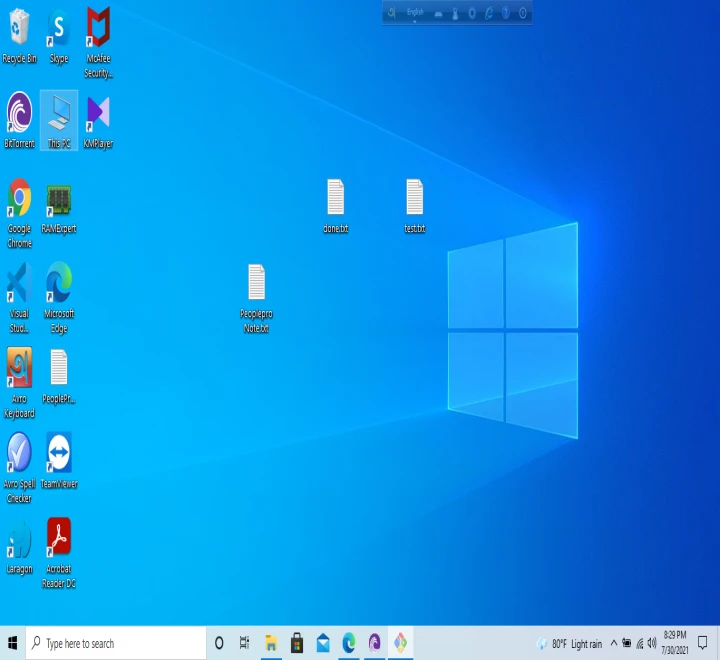 English
Recycle Bin
Skype
McAfee
Security...
BitTorrent
This PC
KMPlayer
Google
Chrome
RAMExpert
done.txt
test.txt
Visual
Stud...
Microsoft
Edge
Peoplepro
Note.txt
Avro
Keyboard
PeoplePr...
Avro Spell
Checker
TeamViewer
Laragon
Acrobat
Reader DC
Type here to search
80°F Light rain
8:29 PM
7/30/2021